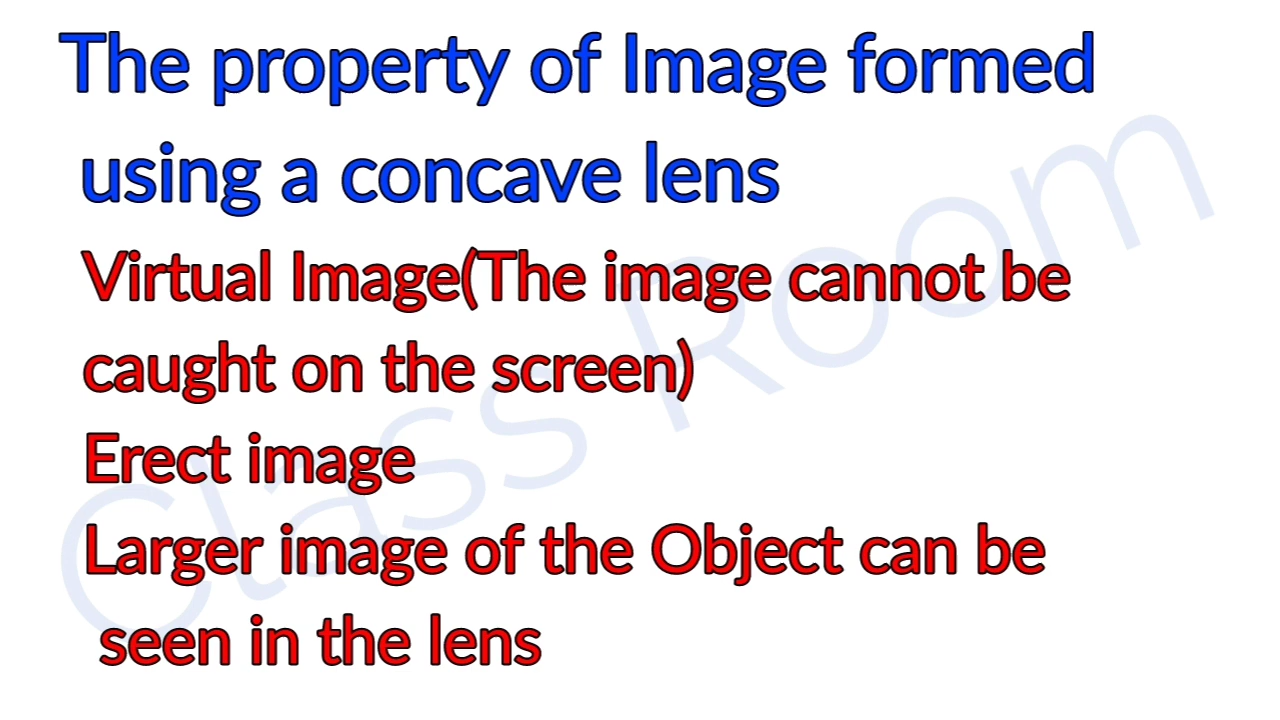 The property of Image formed
using a concave lens
Virtual Image(The image cannot be
caught on the screen)
Erect image
Larger image of the Object can be
seen in the lens
Class Room